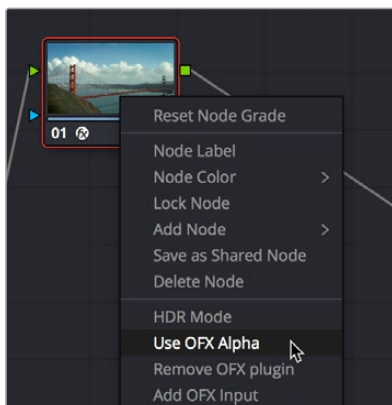 01
Reset Node Grade
Node Label
Node Color
Lock Node
Add Node
Save as Shared Node
Delete Node
HDR Mode
Use OFX Alpha
Remove OFX plugin
Add OFX Input